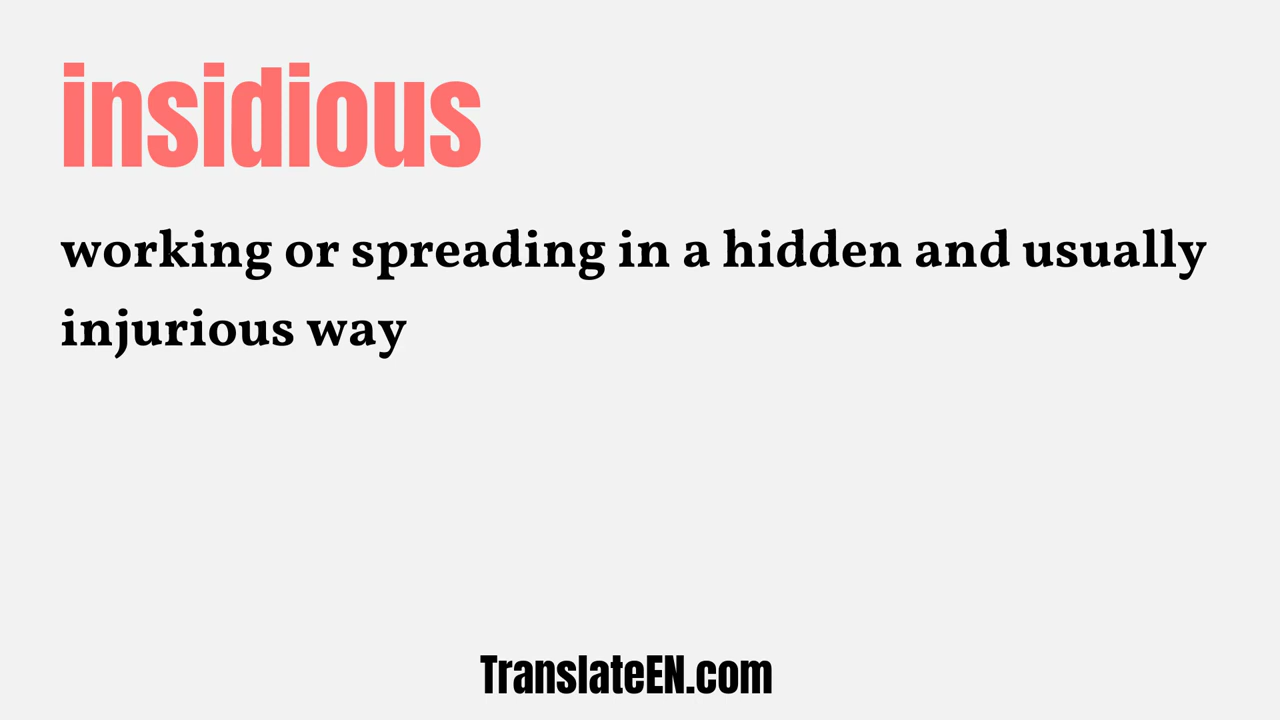 insidious
working or spreading in a hidden and usually
injurious way
TranslateEN.com